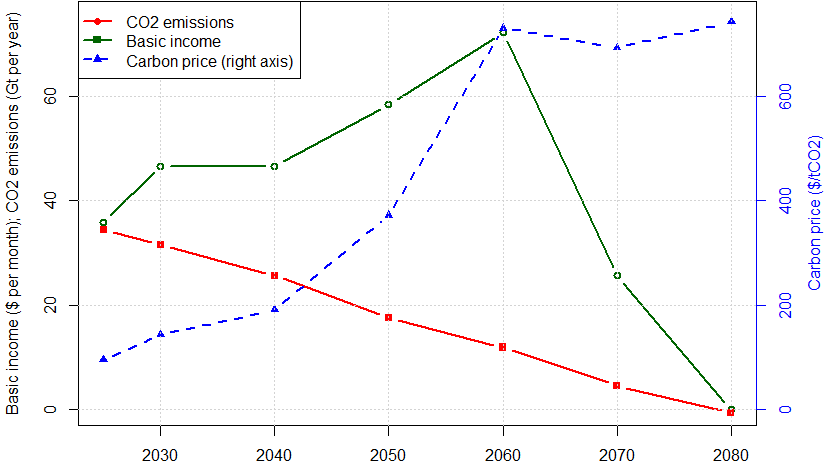 CO2 emissions
Basic income
Carbon price (right axis)
Basic income ($ per month); CO2 emissions (Gt per year)
60
40
20
0
600
400
200
0
Carbon price ($/tCO2)
2030 2040 2050 2060 2070 2080